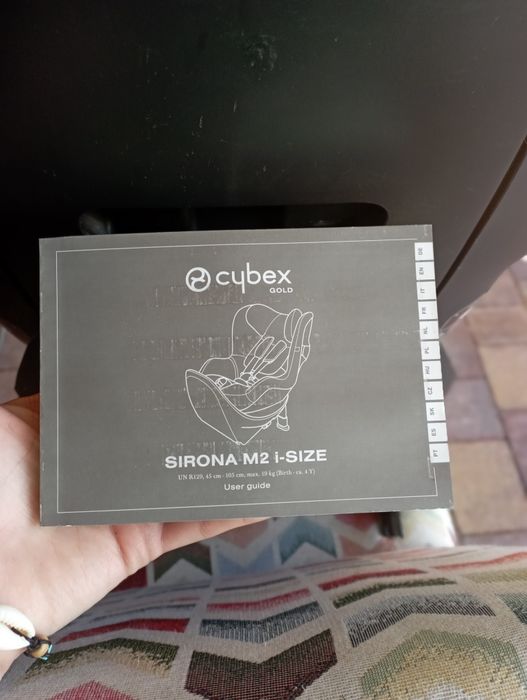 cybex
GOLD
SIRONA M2 i-SIZE
UN R129, 45 cm - 105 cm, max. 19 kg (Birth - ca. 4 Y)
User guide
DE
EN
IT
FR
NL
PL
HU
CZ
SK
ES
PT